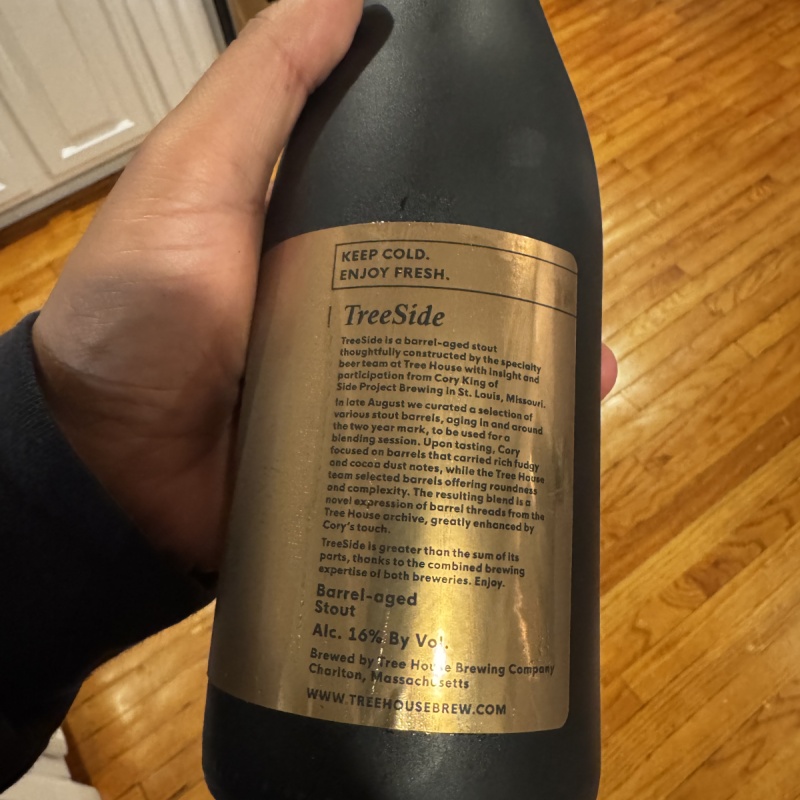 KEEP COLD.
ENJOY FRESH.
TreeSide
TreeSide is a barrel-aged stout
thoughtfully constructed by the specialty
beer team at Tree House with insight and
participation from Cory King of
Side Project Brewing in St. Louis, Missouri.
In late August we curated a selection of
various stout barrels, aging in and around
the two year mark, to be used for a
blending session. Upon tasting, Cory
focused on barrels that carried rich fudgy
and cocoa dust notes, while the Tree House
team selected barrels offering roundness
and complexity. The resulting blend is a
novel expression of barrel threads from the
Tree House archive, greatly enhanced by
Cory's touch.
TreeSide is greater than the sum of its
parts, thanks to the combined brewing
expertise of both breweries. Enjoy.
Barrel-aged
Stout
Alc. 16% By Vol.
Brewed by Tree House Brewing Company
Charlton, Massachusetts
WWW.TREEHOUSEBREW.COM